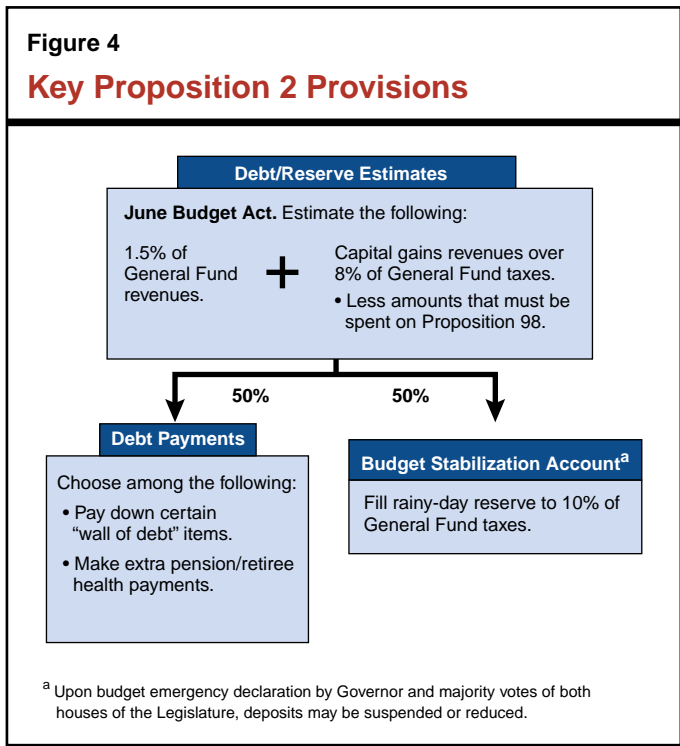 Figure 4
Key Proposition 2 Provisions
Debt/Reserve Estimates
June Budget Act. Estimate the following:
1.5% of
General Fund
revenues.
+
Capital gains revenues over
8% of General Fund taxes.
• Less amounts that must be
spent on Proposition 98.
50%
50%
Debt Payments
Choose among the following:
• Pay down certain
“wall of debt” items.
• Make extra pension/retiree
health payments.
Budget Stabilization Accountᵃ
Fill rainy-day reserve to 10% of
General Fund taxes.
ᵃ Upon budget emergency declaration by Governor and majority votes of both
houses of the Legislature, deposits may be suspended or reduced.